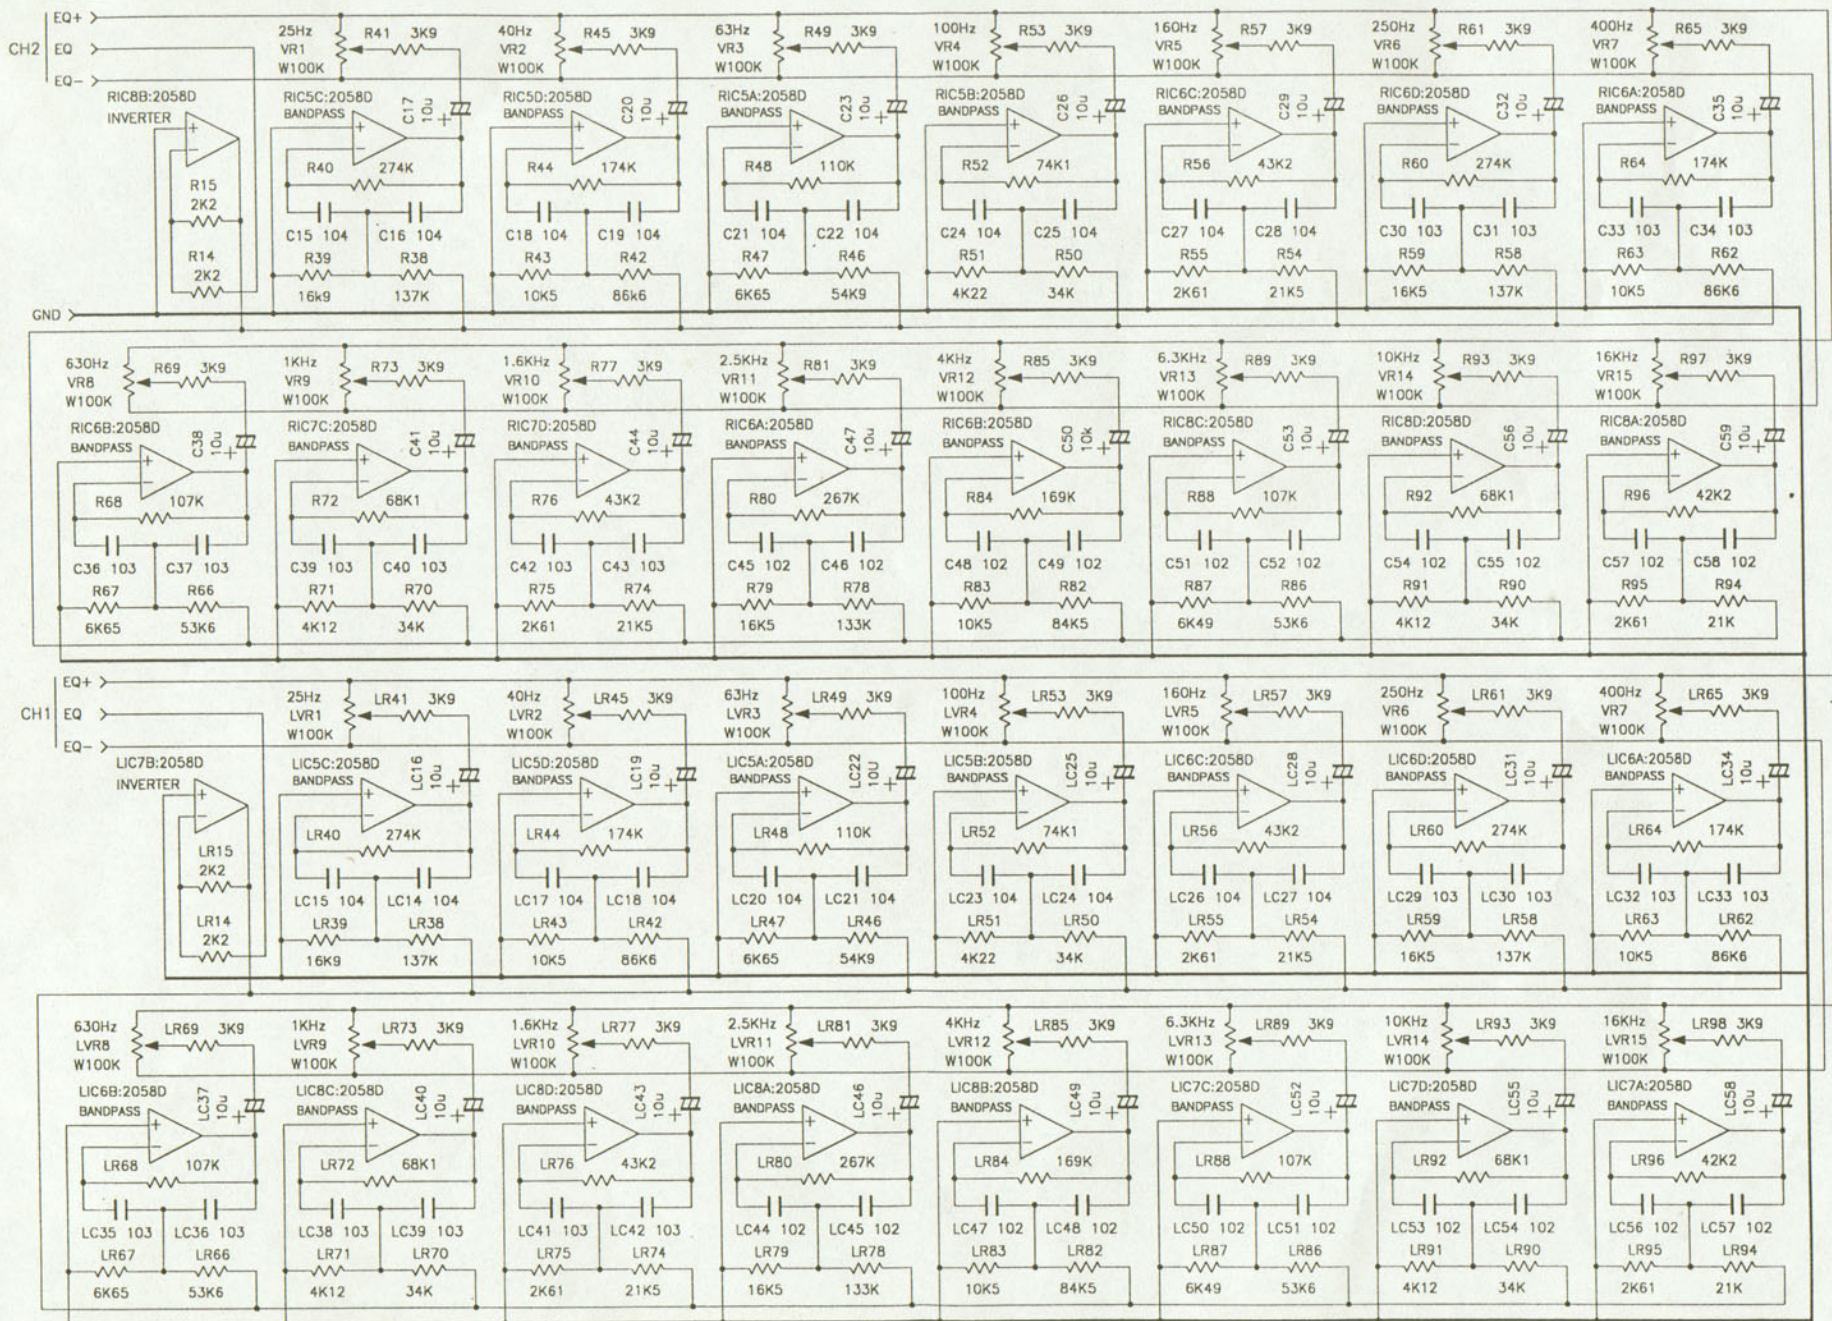 EQ+
25Hz R41 3K9 40Hz R45 3K9 63Hz R49 3K9 100Hz R53 3K9 160Hz R57 3K9 250Hz R61 3K9 400Hz R65 3K9
CH2 EQ VR1 VR2 VR3 VR4 VR5 VR6 VR7
W100K W100K W100K W100K W100K W100K W100K
EQ-
RIC8B:2058D RIC5C:2058D RIC5D:2058D RIC5A:2058D RIC5B:2058D RIC6C:2058D RIC6D:2058D RIC6A:2058D
INVERTER BANDPASS BANDPASS BANDPASS BANDPASS BANDPASS BANDPASS BANDPASS
C17 10u C20 10u C23 10u C26 10u C29 10u C32 10u C35 10u
R40 274K R44 174K R48 110K R52 74K1 R56 43K2 R60 274K R64 174K
R15
2K2
C15 104 C16 104 C18 104 C19 104 C21 104 C22 104 C24 104 C25 104 C27 104 C28 104 C30 103 C31 103 C33 103 C34 103
R14
2K2
R39 R38 R43 R42 R47 R46 R51 R50 R55 R54 R59 R58 R63 R62
16k9 137K 10K5 86k6 6K65 54K9 4K22 34K 2K61 21K5 16K5 137K 10K5 86K6
GND
630Hz R69 3K9 1KHz R73 3K9 1.6KHz R77 3K9 2.5KHz R81 3K9 4KHz R85 3K9 6.3KHz R89 3K9 10KHz R93 3K9 16KHz R97 3K9
VR8 VR9 VR10 VR11 VR12 VR13 VR14 VR15
W100K W100K W100K W100K W100K W100K W100K W100K
RIC6B:2058D RIC7C:2058D RIC7D:2058D RIC6A:2058D RIC6B:2058D RIC8C:2058D RIC8D:2058D RIC8A:2058D
BANDPASS BANDPASS BANDPASS BANDPASS BANDPASS BANDPASS BANDPASS BANDPASS
C38 10u C41 10u C44 10u C47 10u C50 10k C53 10u C56 10u C59 10u
R68 107K R72 68K1 R76 43K2 R80 267K R84 169K R88 107K R92 68K1 R96 42K2
C36 103 C37 103 C39 103 C40 103 C42 103 C43 103 C45 102 C46 102 C48 102 C49 102 C51 102 C52 102 C54 102 C55 102 C57 102 C58 102
R67 R66 R71 R70 R75 R74 R79 R78 R83 R82 R87 R86 R91 R90 R95 R94
6K65 53K6 4K12 34K 2K61 21K5 16K5 133K 10K5 84K5 6K49 53K6 4K12 34K 2K61 21K
EQ+
25Hz LR41 3K9 40Hz LR45 3K9 63Hz LR49 3K9 100Hz LR53 3K9 160Hz LR57 3K9 250Hz LR61 3K9 400Hz LR65 3K9
CH1 EQ LVR1 LVR2 LVR3 LVR4 LVR5 VR6 VR7
W100K W100K W100K W100K W100K W100K W100K
EQ-
LIC7B:2058D LIC5C:2058D LIC5D:2058D LIC5A:2058D LIC5B:2058D LIC6C:2058D LIC6D:2058D LIC6A:2058D
INVERTER BANDPASS BANDPASS BANDPASS BANDPASS BANDPASS BANDPASS BANDPASS
LC16 10u LC19 10u LC22 10U LC25 10u LC28 10u LC31 10u LC34 10u
LR40 274K LR44 174K LR48 110K LR52 74K1 LR56 43K2 LR60 274K LR64 174K
LR15
2K2
LC15 104 LC14 104 LC17 104 LC18 104 LC20 104 LC21 104 LC23 104 LC24 104 LC26 104 LC27 104 LC29 103 LC30 103 LC32 103 LC33 103
LR14
2K2
LR39 LR38 LR43 LR42 LR47 LR46 LR51 LR50 LR55 LR54 LR59 LR58 LR63 LR62
16K9 137K 10K5 86K6 6K65 54K9 4K22 34K 2K61 21K5 16K5 137K 10K5 86K6
630Hz LR69 3K9 1KHz LR73 3K9 1.6KHz LR77 3K9 2.5KHz LR81 3K9 4KHz LR85 3K9 6.3KHz LR89 3K9 10KHz LR93 3K9 16KHz LR98 3K9
LVR8 LVR9 LVR10 LVR11 LVR12 LVR13 LVR14 LVR15
W100K W100K W100K W100K W100K W100K W100K W100K
LIC6B:2058D LIC8C:2058D LIC8D:2058D LIC8A:2058D LIC8B:2058D LIC7C:2058D LIC7D:2058D LIC7A:2058D
BANDPASS BANDPASS BANDPASS BANDPASS BANDPASS BANDPASS BANDPASS BANDPASS
LC37 10u LC40 10u LC43 10u LC46 10u LC49 10u LC52 10u LC55 10u LC58 10u
LR68 107K LR72 68K1 LR76 43K2 LR80 267K LR84 169K LR88 107K LR92 68K1 LR96 42K2
LC35 103 LC36 103 LC38 103 LC39 103 LC41 103 LC42 103 LC44 102 LC45 102 LC47 102 LC48 102 LC50 102 LC51 102 LC53 102 LC54 102 LC56 102 LC57 102
LR67 LR66 LR71 LR70 LR75 LR74 LR79 LR78 LR83 LR82 LR87 LR86 LR91 LR90 LR95 LR94
6K65 53K6 4K12 34K 2K61 21K5 16K5 133K 10K5 84K5 6K49 53K6 4K12 34K 2K61 21K